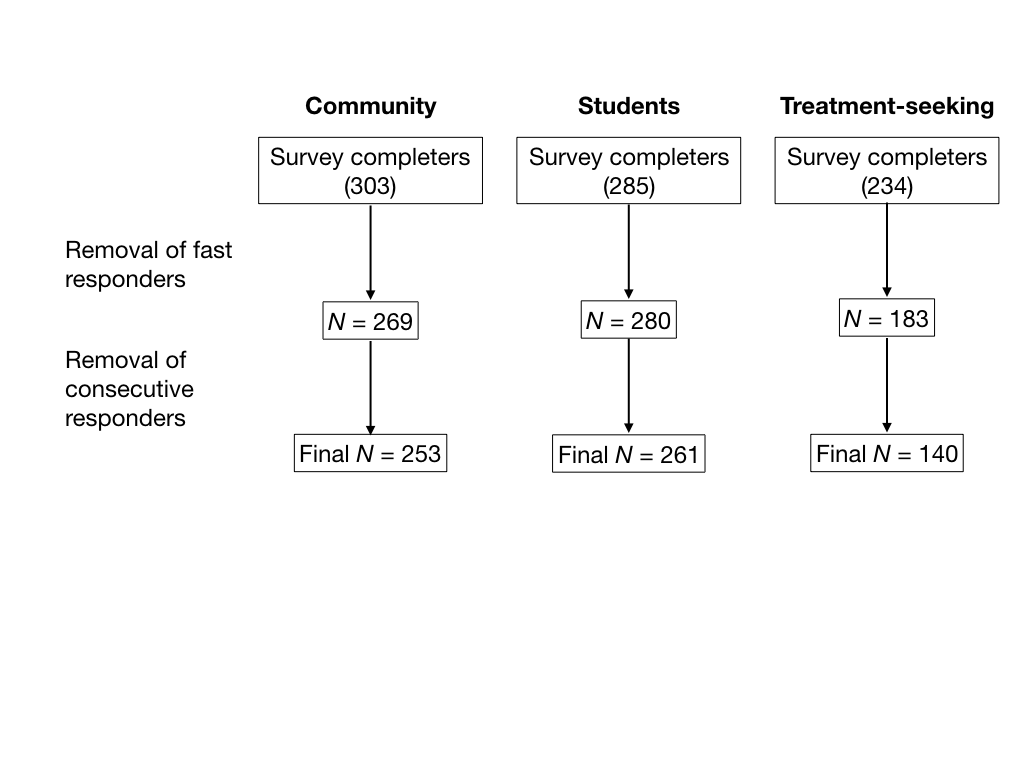 Community
Students
Treatment-seeking
Survey completers
(303)
Survey completers
(285)
Survey completers
(234)
Removal of fast
responders
N = 269
N = 280
N = 183
Removal of
consecutive
responders
Final N = 253
Final N = 261
Final N = 140